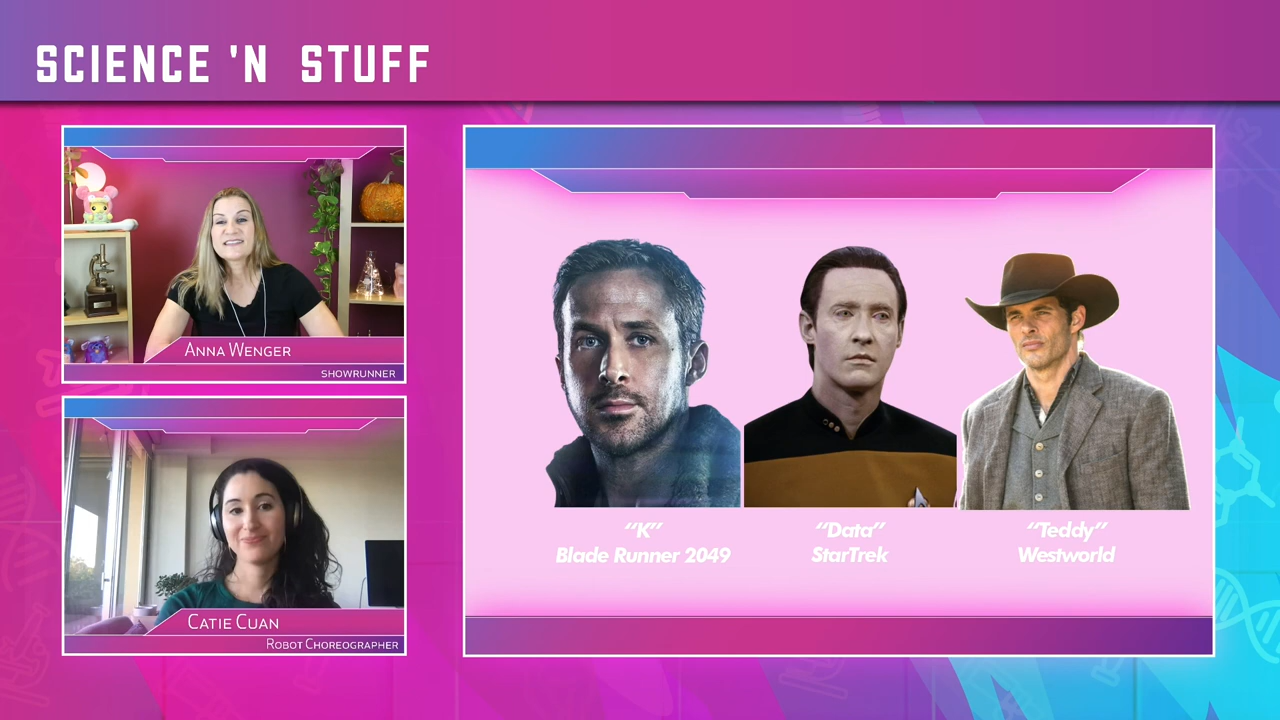 SCIENCE 'N STUFF
ANNA WENGER
SHOWRUNNER
CATIE CUAN
ROBOT CHOREOGRAPHER
"K"
Blade Runner 2049
"Data"
StarTrek
"Teddy"
Westworld